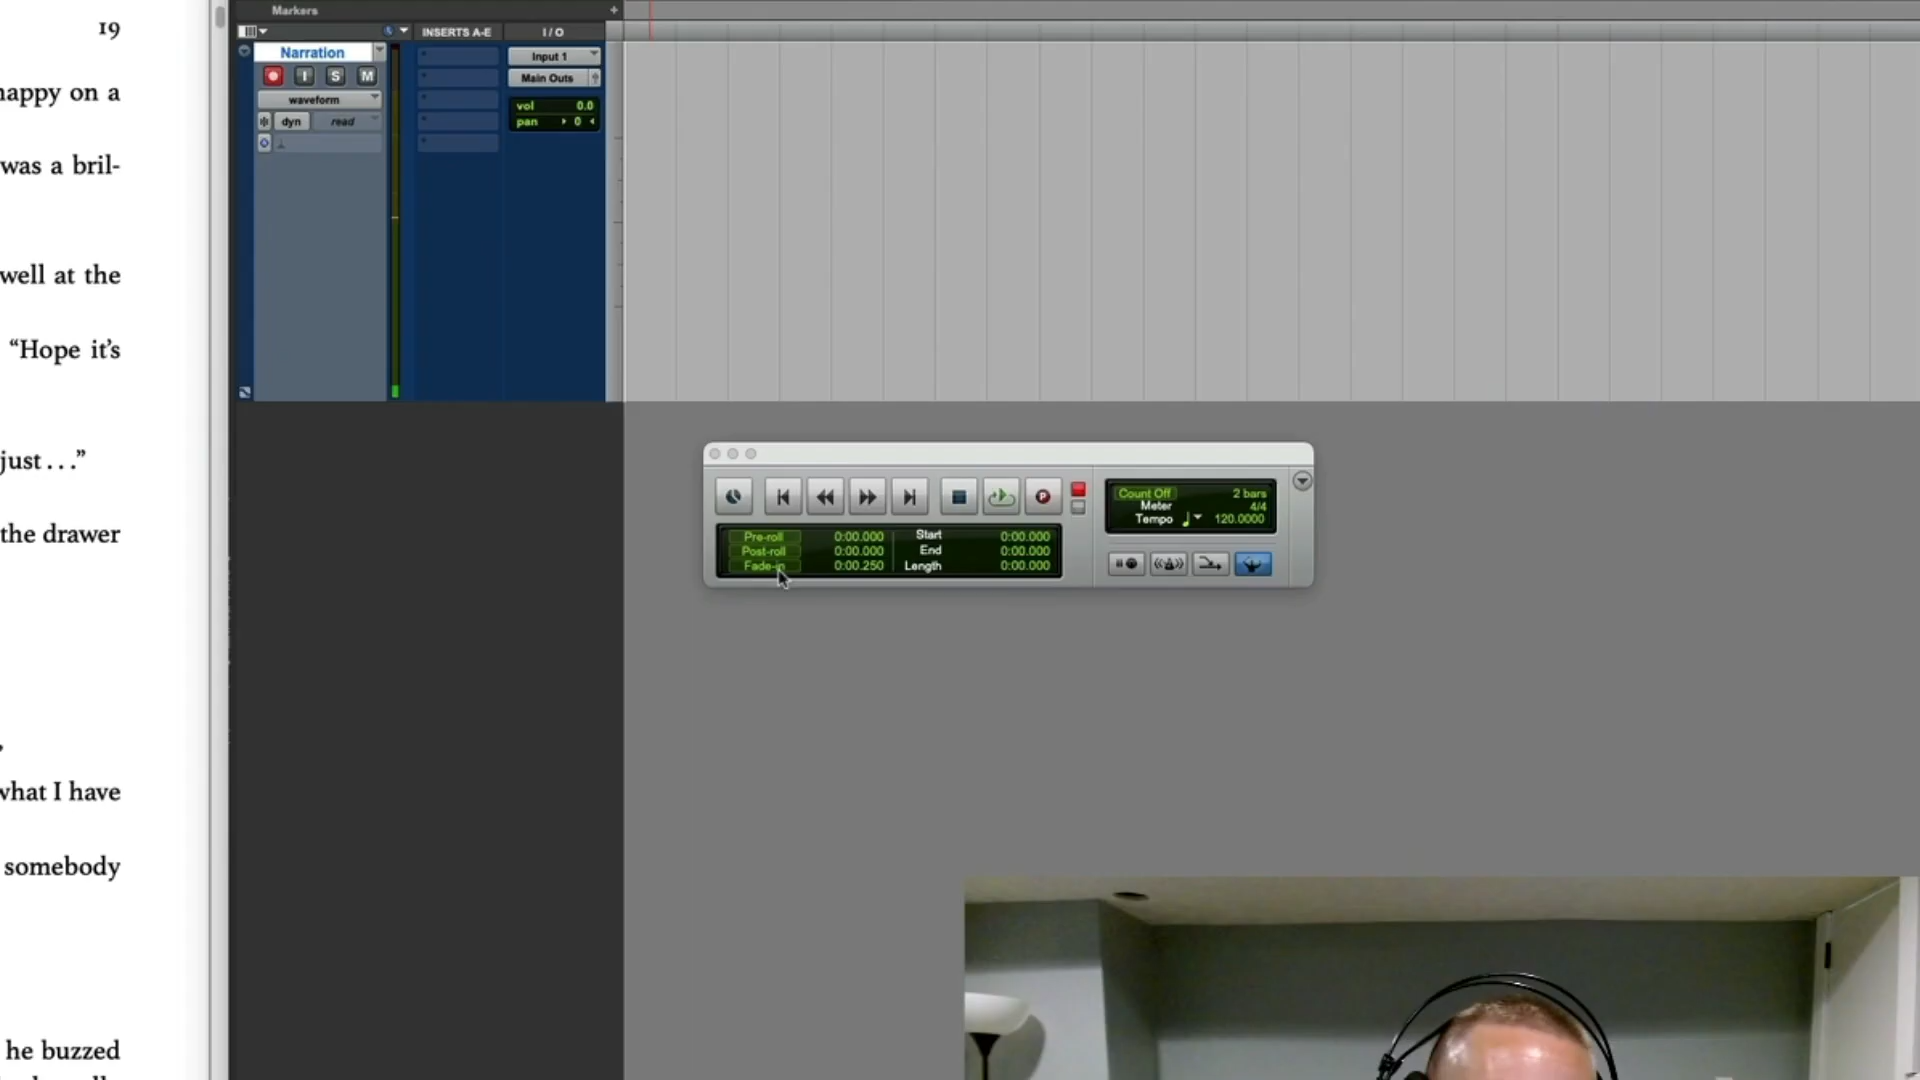 19
happy on a
was a bril-
well at the
“Hope it’s
just . . .”
the drawer
what I have
somebody
he buzzed
Markers
INSERTS A-E
I / O
Narration
I S M
waveform
dyn read
Input 1
Main Outs
vol 0.0
pan 0
Count Off 2 bars
Meter 4/4
Tempo 120.0000
Pre-roll 0:00.000
Post-roll 0:00.000
Fade-in 0:00.250
Start 0:00.000
End 0:00.000
Length 0:00.000
P